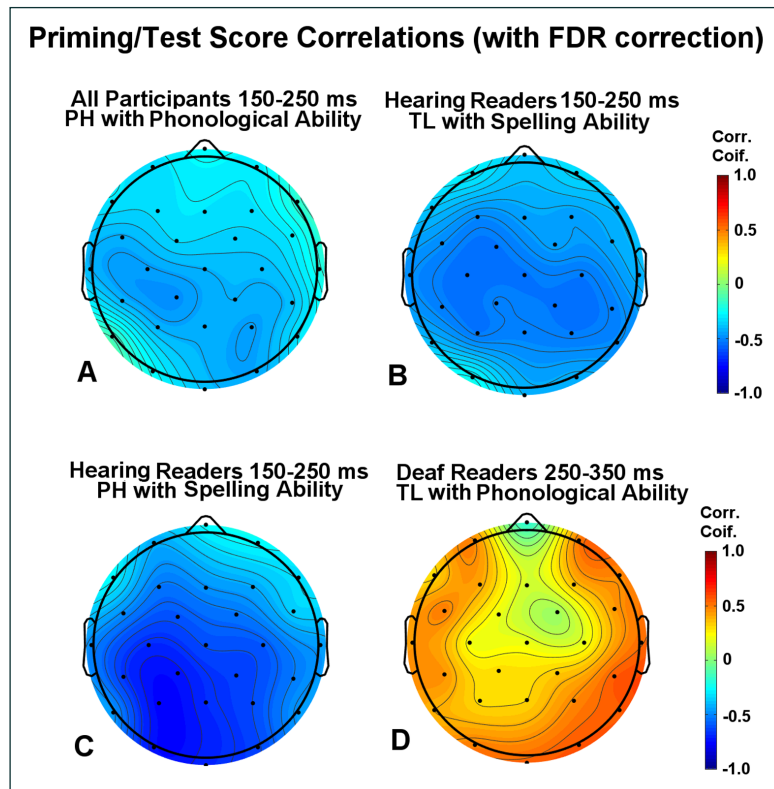 Priming/Test Score Correlations (with FDR correction)
All Participants 150-250 ms
PH with Phonological Ability
Hearing Readers 150-250 ms
TL with Spelling Ability
Corr.
Coif.
1.0
0.5
0
-0.5
-1.0
A
B
Hearing Readers 150-250 ms
PH with Spelling Ability
Deaf Readers 250-350 ms
TL with Phonological Ability
Corr.
Coif.
1.0
0.5
0
-0.5
-1.0
C
D